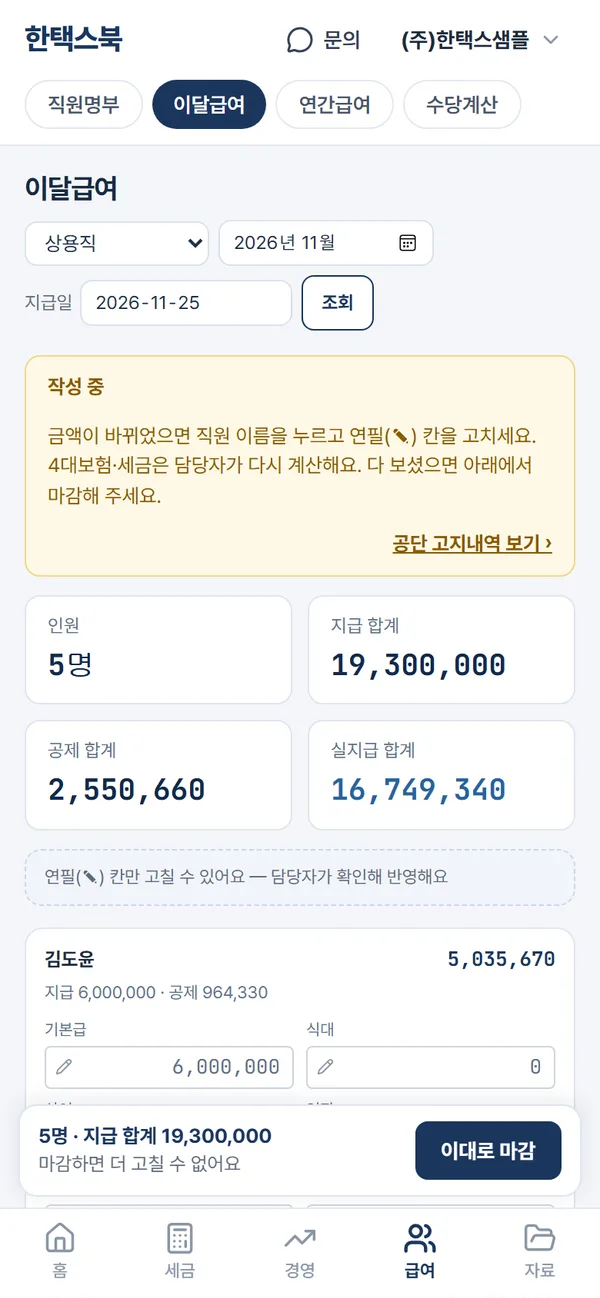 한택스북
문의
(주)한택스샘플
직원명부
이달급여
연간급여
수당계산
이달급여
상용직
2026년 11월
지급일
2026-11-25
조회
작성 중
금액이 바뀌었으면 직원 이름을 누르고 연필(✎) 칸을 고치세요.
4대보험·세금은 담당자가 다시 계산해요. 다 보셨으면 아래에서
마감해 주세요.
공단 고지내역 보기 ›
인원
5명
지급 합계
19,300,000
공제 합계
2,550,660
실지급 합계
16,749,340
연필(✎) 칸만 고칠 수 있어요 — 담당자가 확인해 반영해요
김도윤
5,035,670
지급 6,000,000 · 공제 964,330
기본급
식대
6,000,000
0
5명 · 지급 합계 19,300,000
마감하면 더 고칠 수 없어요
이대로 마감
홈
세금
경영
급여
자료